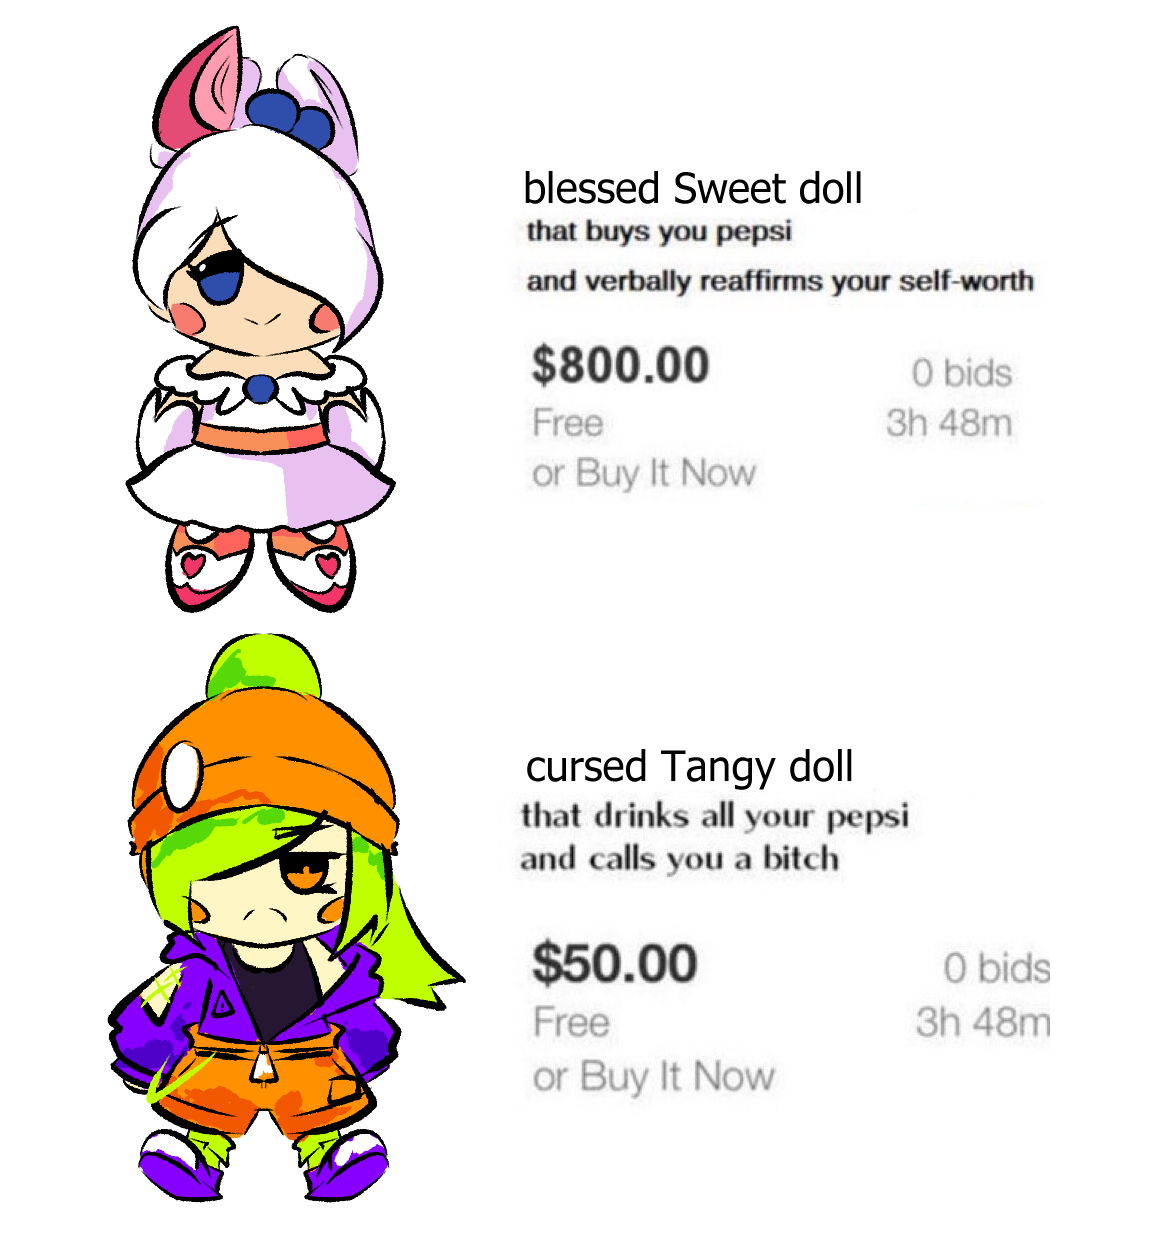 blessed Sweet doll
that buys you pepsi
and verbally reaffirms your self-worth
$800.00 0 bids
Free 3h 48m
or Buy It Now
cursed Tangy doll
that drinks all your pepsi
and calls you a bitch
$50.00 0 bids
Free 3h 48m
or Buy It Now